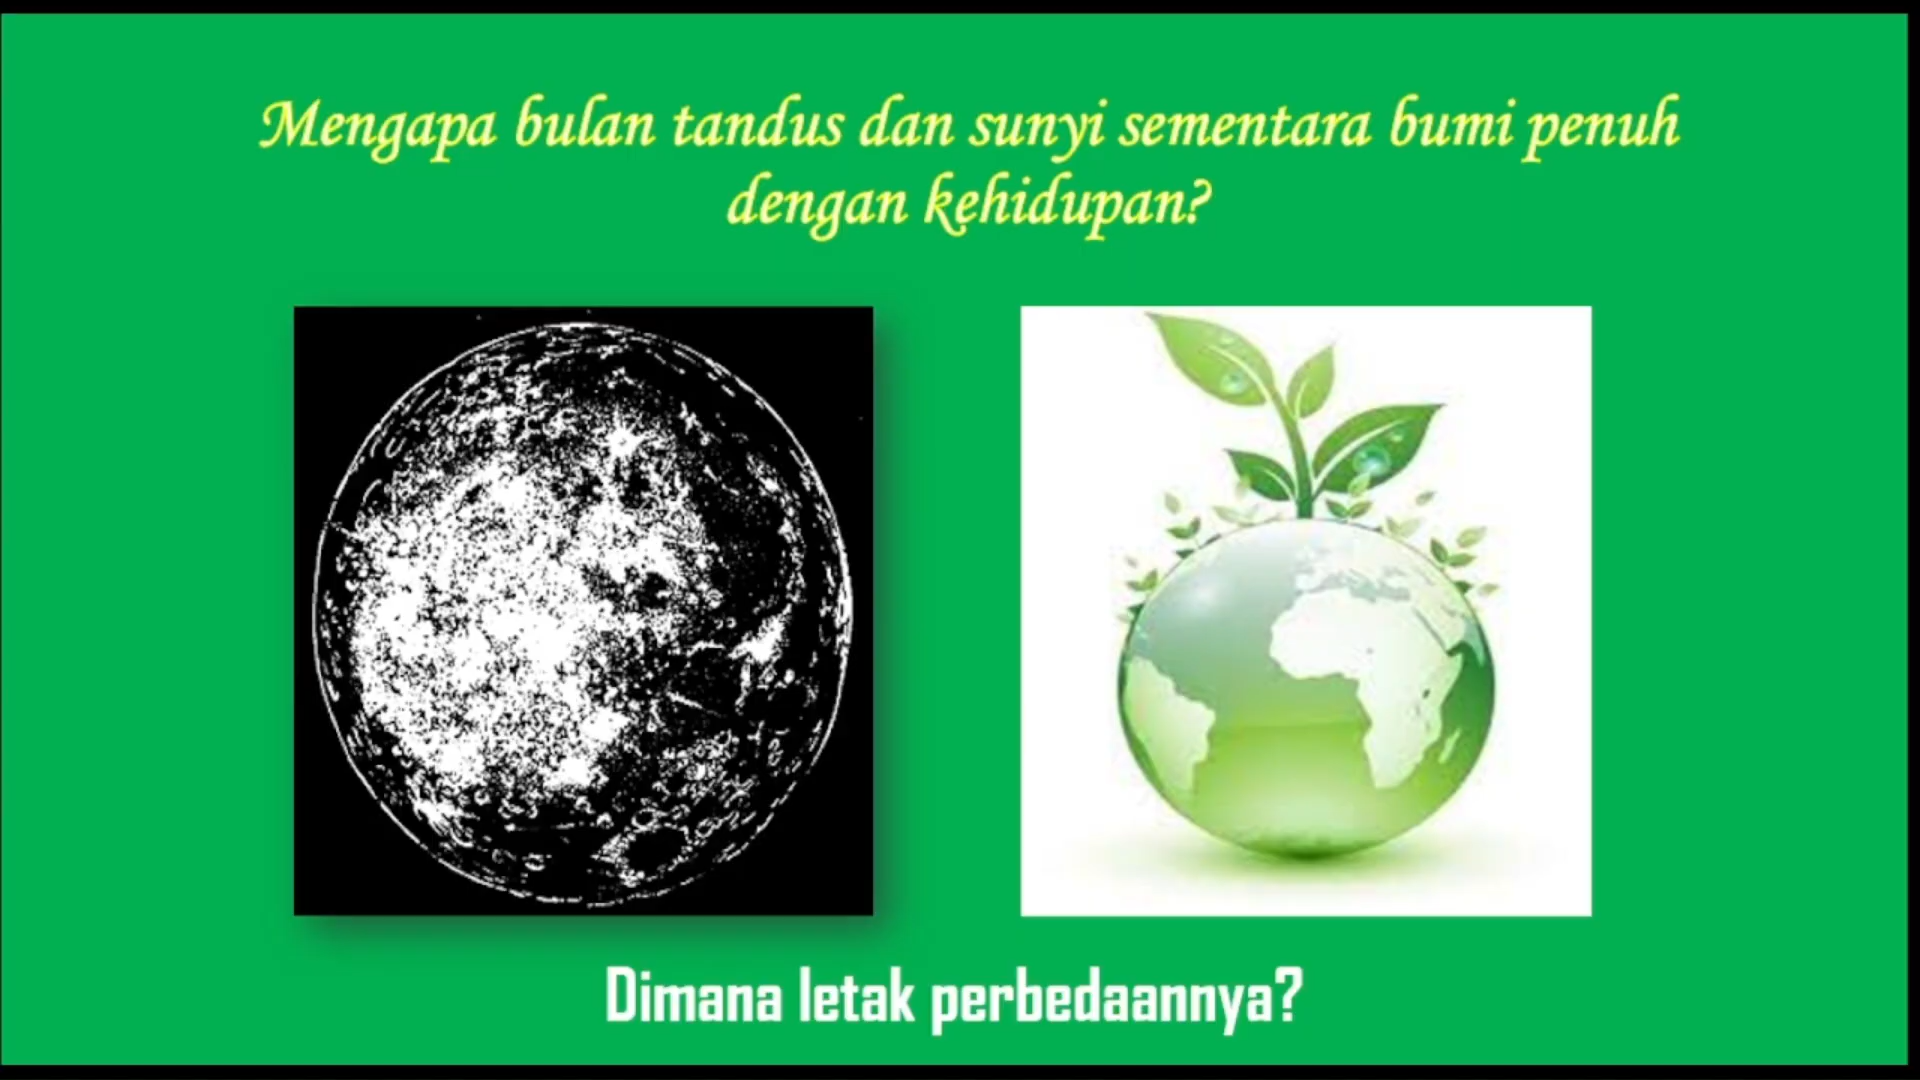 Mengapa bulan tandus dan sunyi sementara bumi penuh
dengan kehidupan?
Dimana letak perbedaannya?